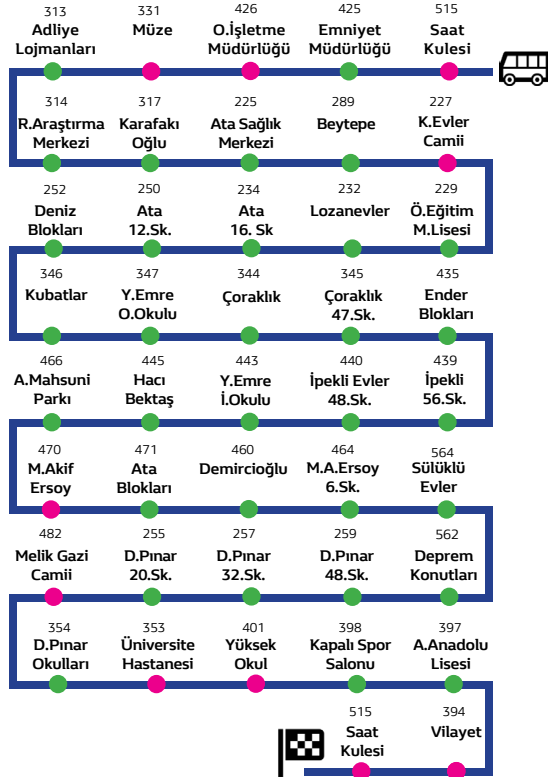 313 331 426 425 515
Adliye Müze O.İşletme Emniyet Saat
Lojmanları Müdürlüğü Müdürlüğü Kulesi
314 317 225 289 227
R.Araştırma Karafakı Ata Sağlık Beytepe K.Evler
Merkezi Oğlu Merkezi Camii
252 250 234 232 229
Deniz Ata Ata Lozanevler Ö.Eğitim
Blokları 12.Sk. 16. Sk M.Lisesi
346 347 344 345 435
Kubatlar Y.Emre Çoraklık Çoraklık Ender
O.Okulu 47.Sk. Blokları
466 445 443 440 439
A.Mahsuni Hacı Y.Emre İpekli Evler İpekli
Parkı Bektaş İ.Okulu 48.Sk. 56.Sk.
470 471 460 464 564
M.Akif Ata Demircioğlu M.A.Ersoy Sülüklü
Ersoy Blokları 6.Sk. Evler
482 255 257 259 562
Melik Gazi D.Pınar D.Pınar D.Pınar Deprem
Camii 20.Sk. 32.Sk. 48.Sk. Konutları
354 353 401 398 397
D.Pınar Üniversite Yüksek Kapalı Spor A.Anadolu
Okulları Hastanesi Okul Salonu Lisesi
515 394
Saat Vilayet
Kulesi